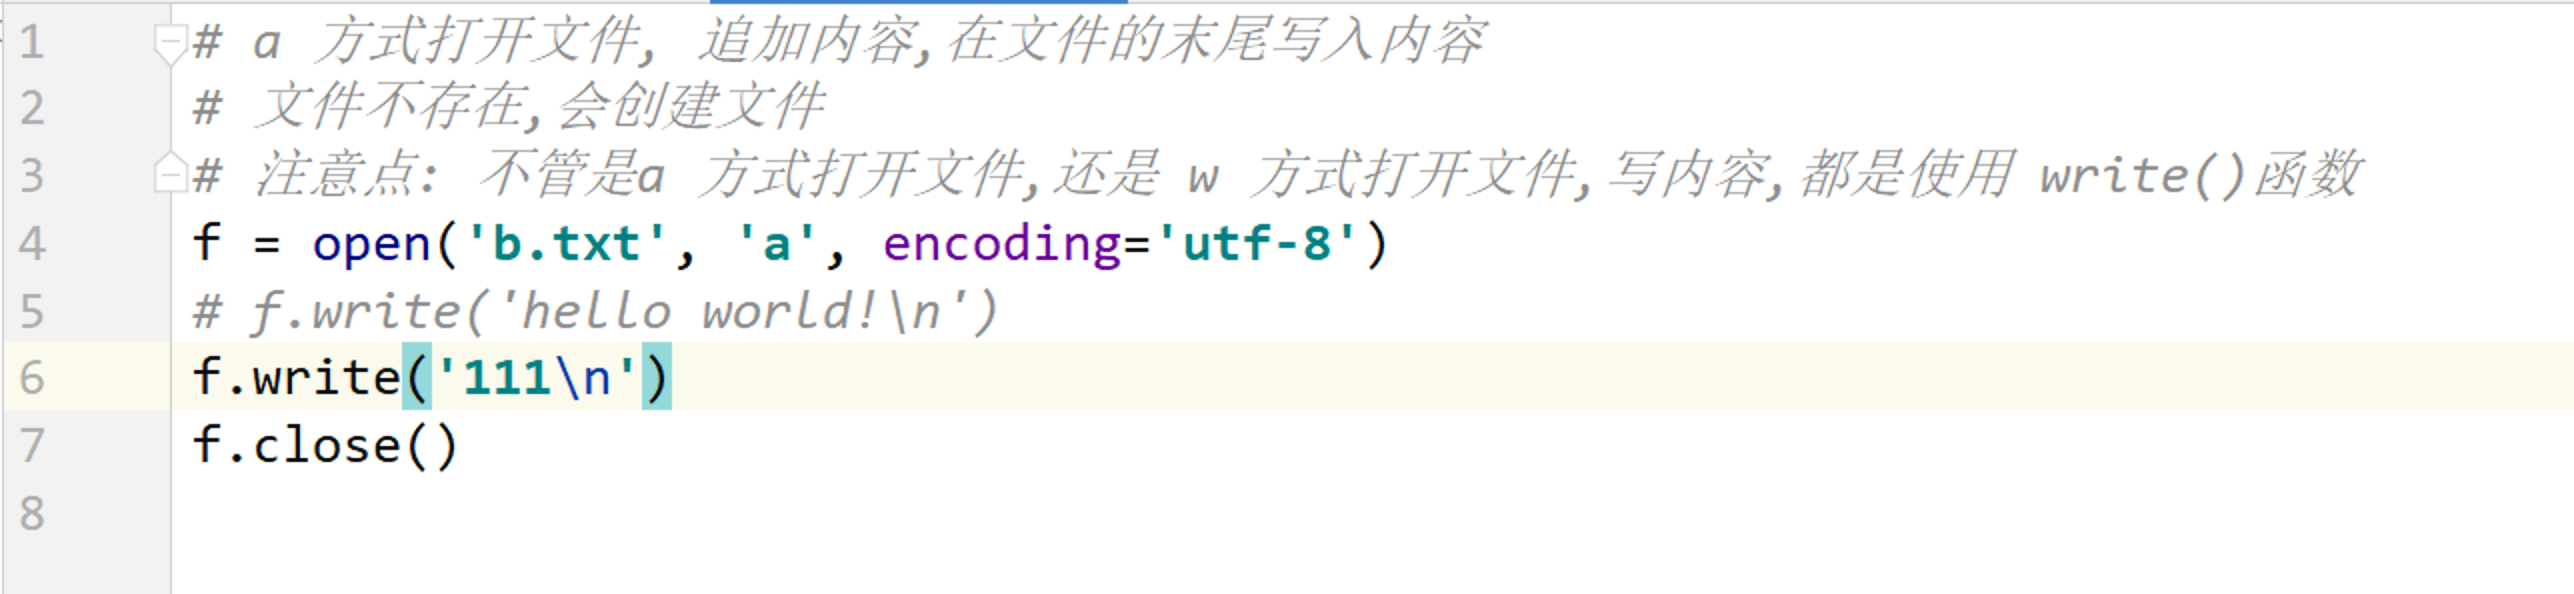 1 # a 方式打开文件, 追加内容,在文件的末尾写入内容
2 # 文件不存在,会创建文件
3 # 注意点: 不管是a 方式打开文件,还是 w 方式打开文件,写内容,都是使用 write()函数
4 f = open('b.txt', 'a', encoding='utf-8')
5 # f.write('hello world!\n')
6 f.write('111\n')
7 f.close()
8